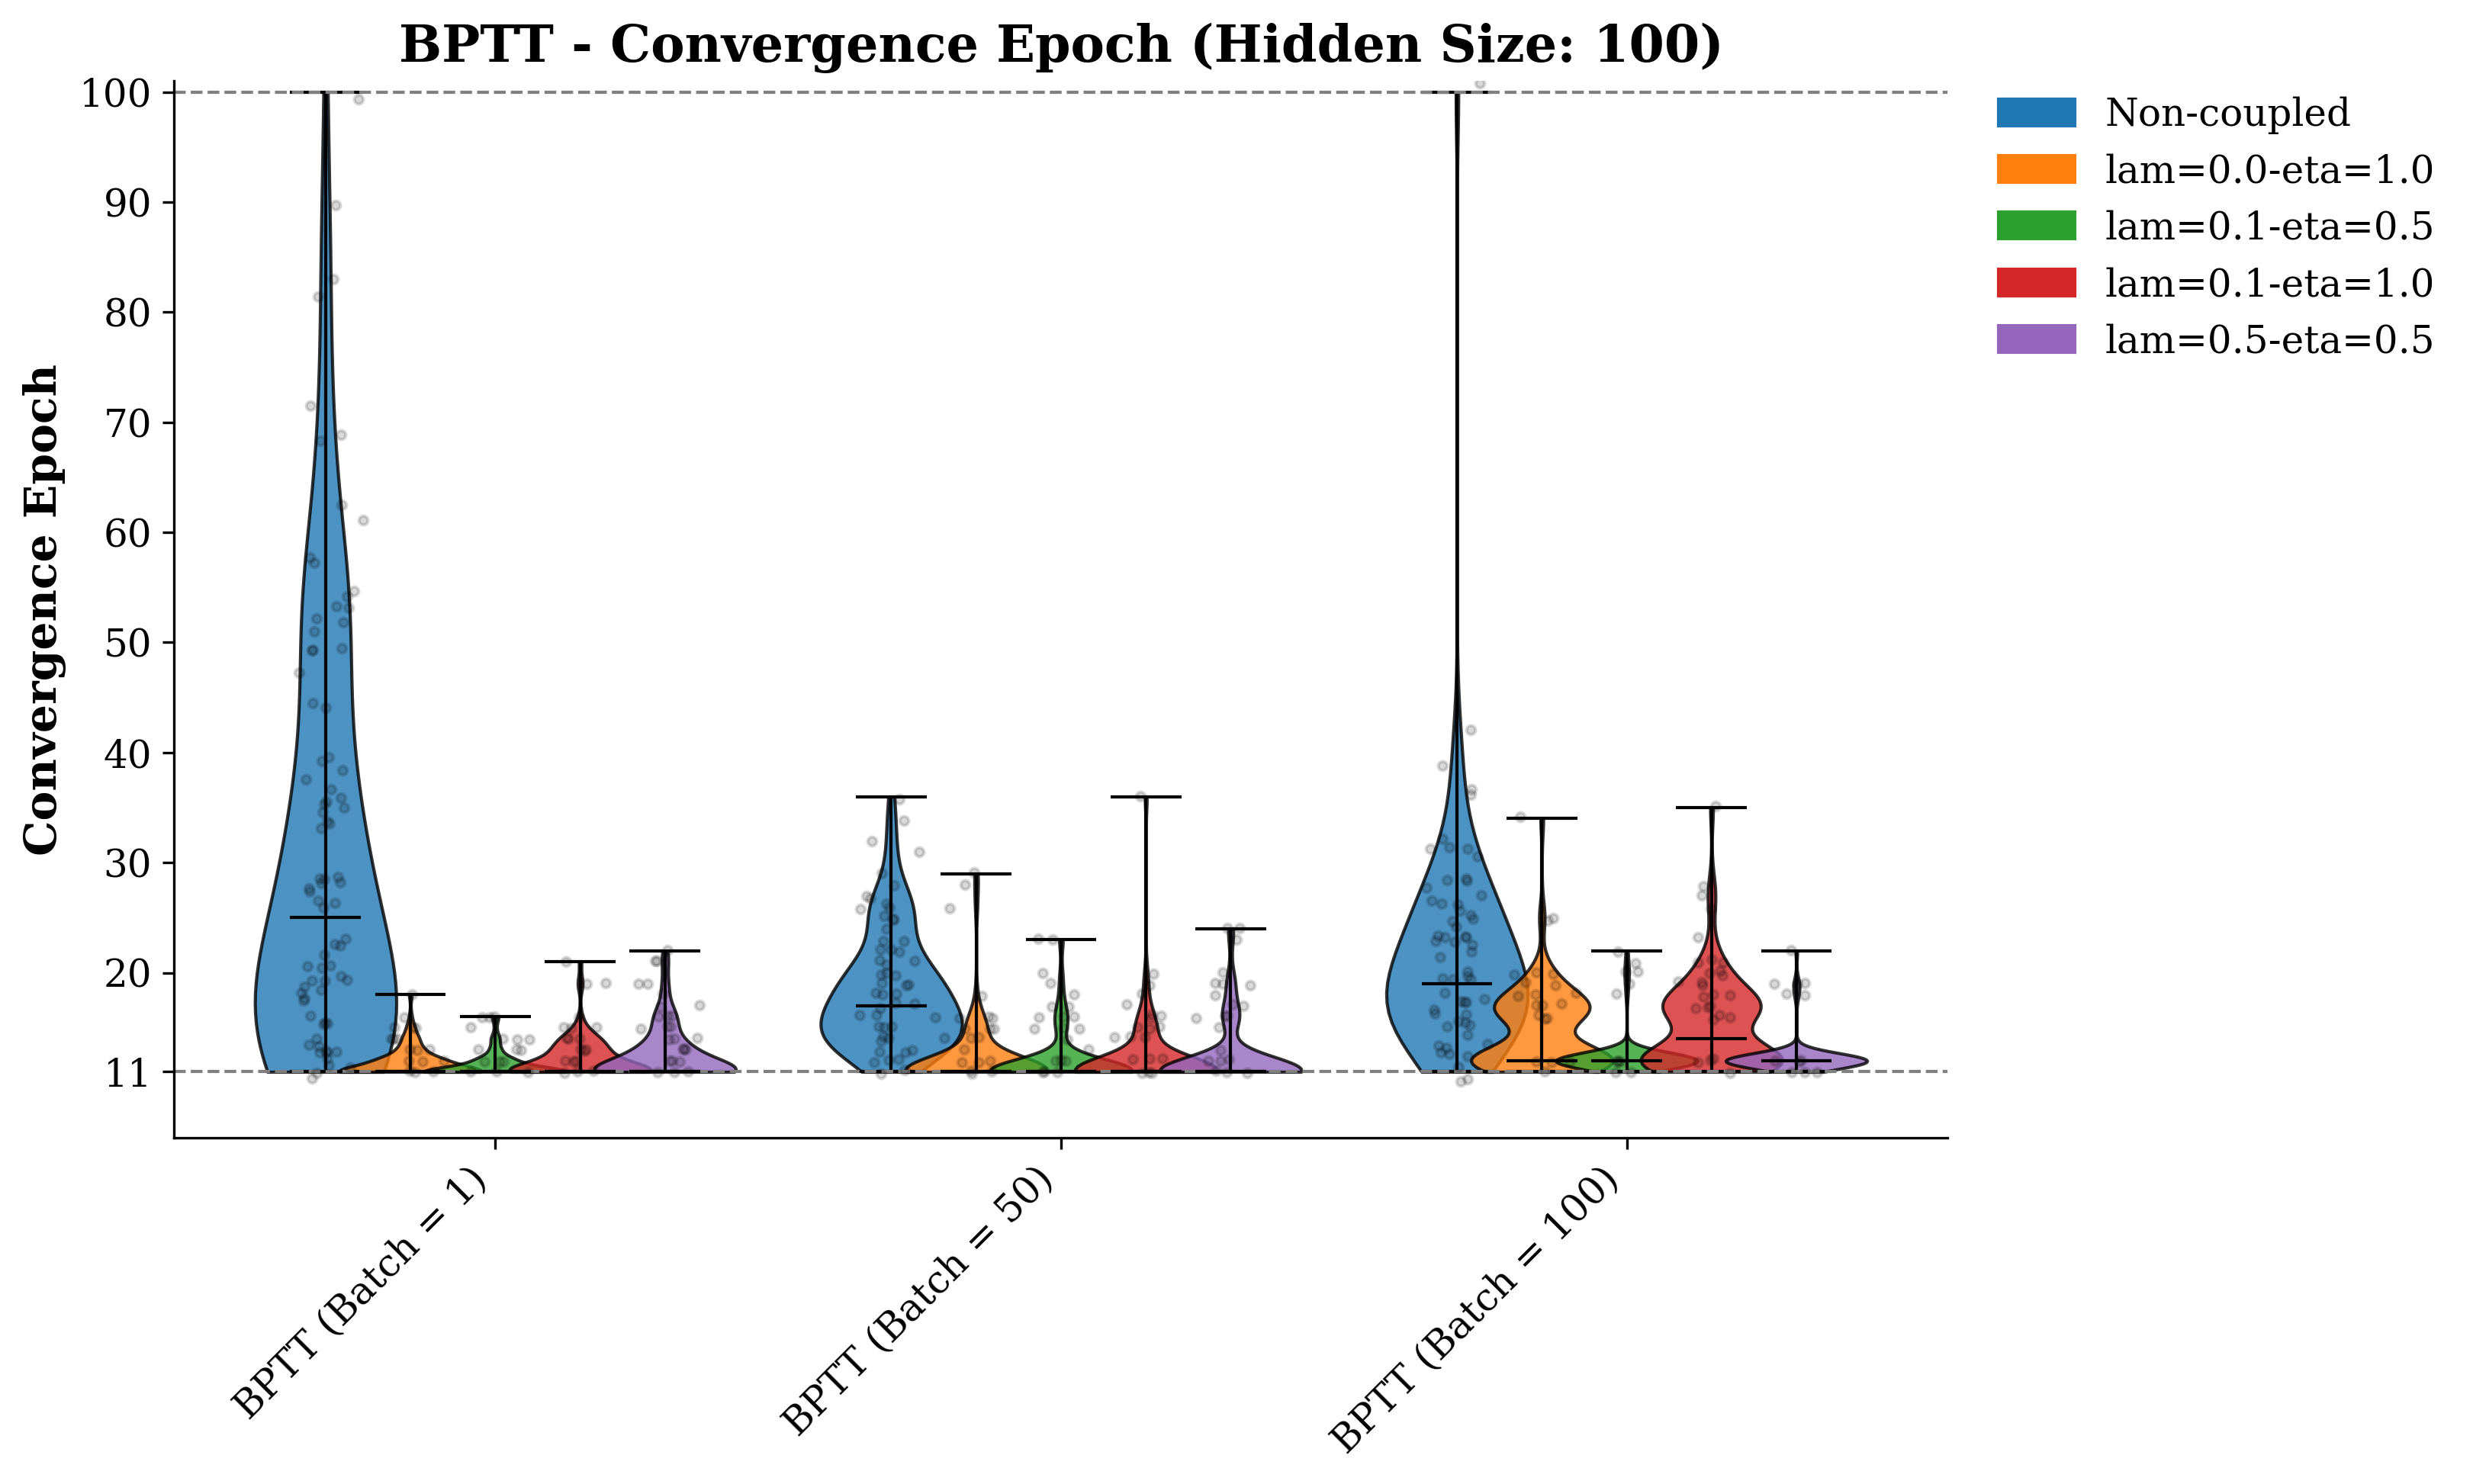 BPTT - Convergence Epoch (Hidden Size: 100)
Convergence Epoch
100
90
80
70
60
50
40
30
20
11
BPTT (Batch = 1)
BPTT (Batch = 50)
BPTT (Batch = 100)
Non-coupled
lam=0.0-eta=1.0
lam=0.1-eta=0.5
lam=0.1-eta=1.0
lam=0.5-eta=0.5